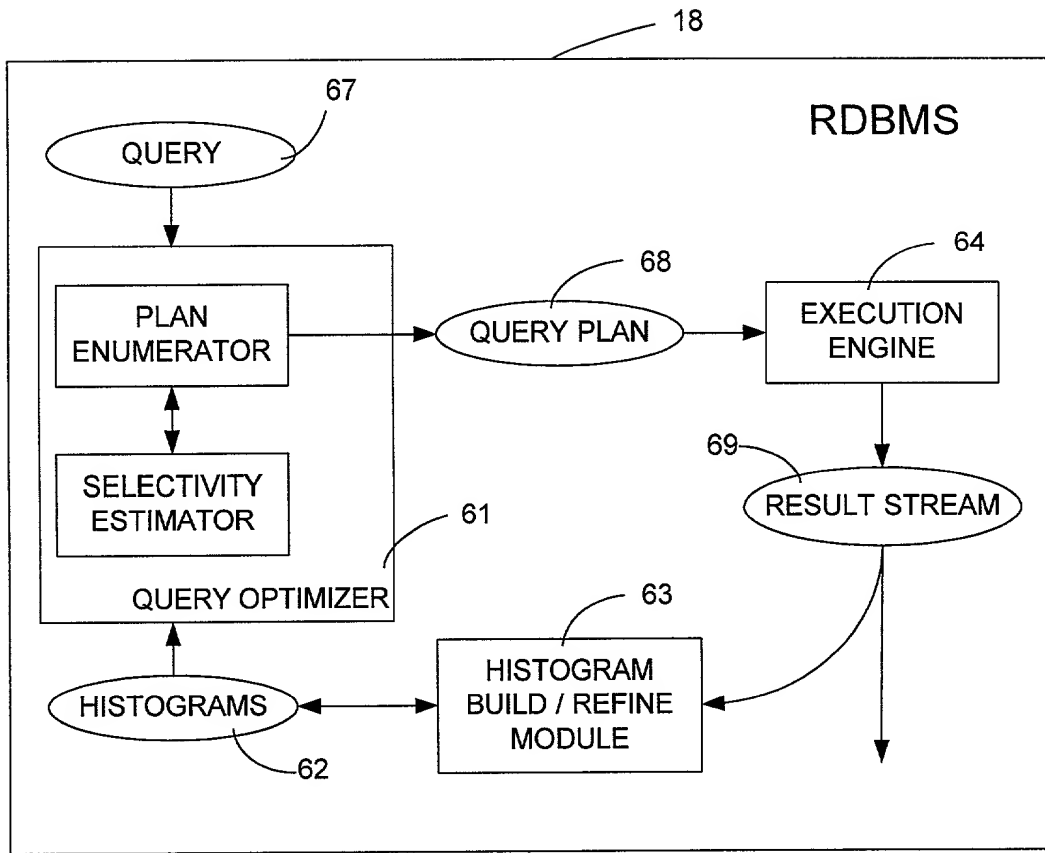 18
67
RDBMS
QUERY
68
64
PLAN
ENUMERATOR
QUERY PLAN
EXECUTION
ENGINE
69
SELECTIVITY
ESTIMATOR
61
RESULT STREAM
QUERY OPTIMIZER
63
HISTOGRAMS
HISTOGRAM
BUILD / REFINE
MODULE
62